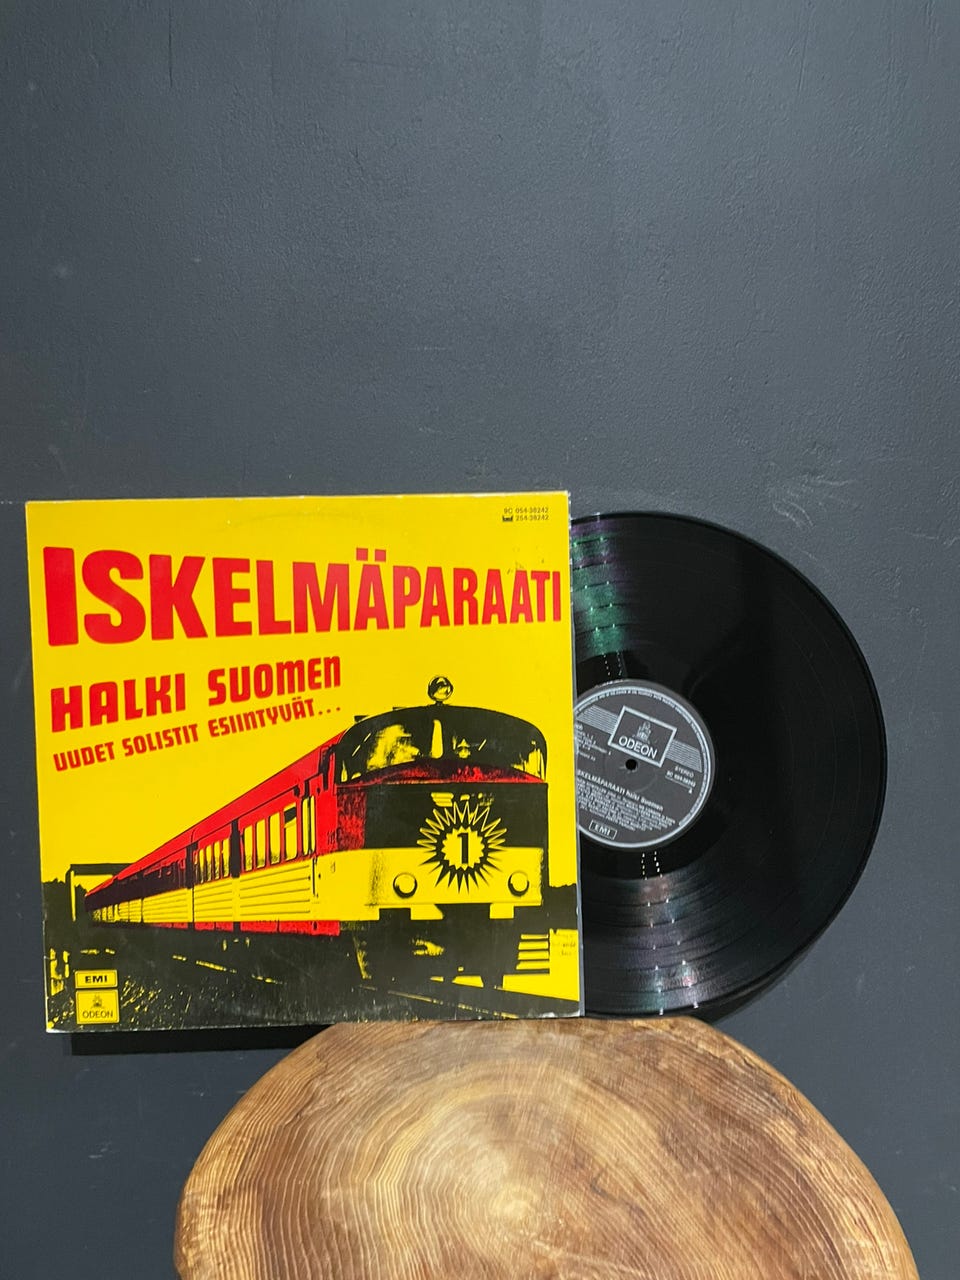 9C 054-38242
254-38242
ISKELMÄPARAATI
HALKI SUOMEN
UUDET SOLISTIT ESIINTYVÄT...
1
EMI
ODEON
ODEON
STEREO
ISKELMÄPARAATI halki Suomen
EMI